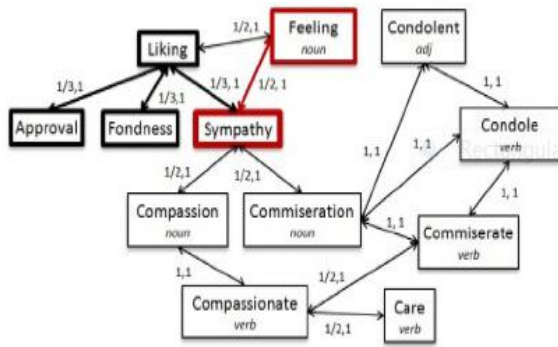 1/2,1
Feeling
noun
Condolent
adj
Liking
1/3,1
1/3,1
1/3, 1
1/2, 1
1, 1
Approval
Fondness
Sympathy
Condole
verb
1, 1
1, 1
1/2,1
1/2,1
1, 1
Compassion
noun
Commiseration
noun
1, 1
Commiserate
verb
1,1
1/2,1
Compassionate
verb
1/2,1
Care
verb